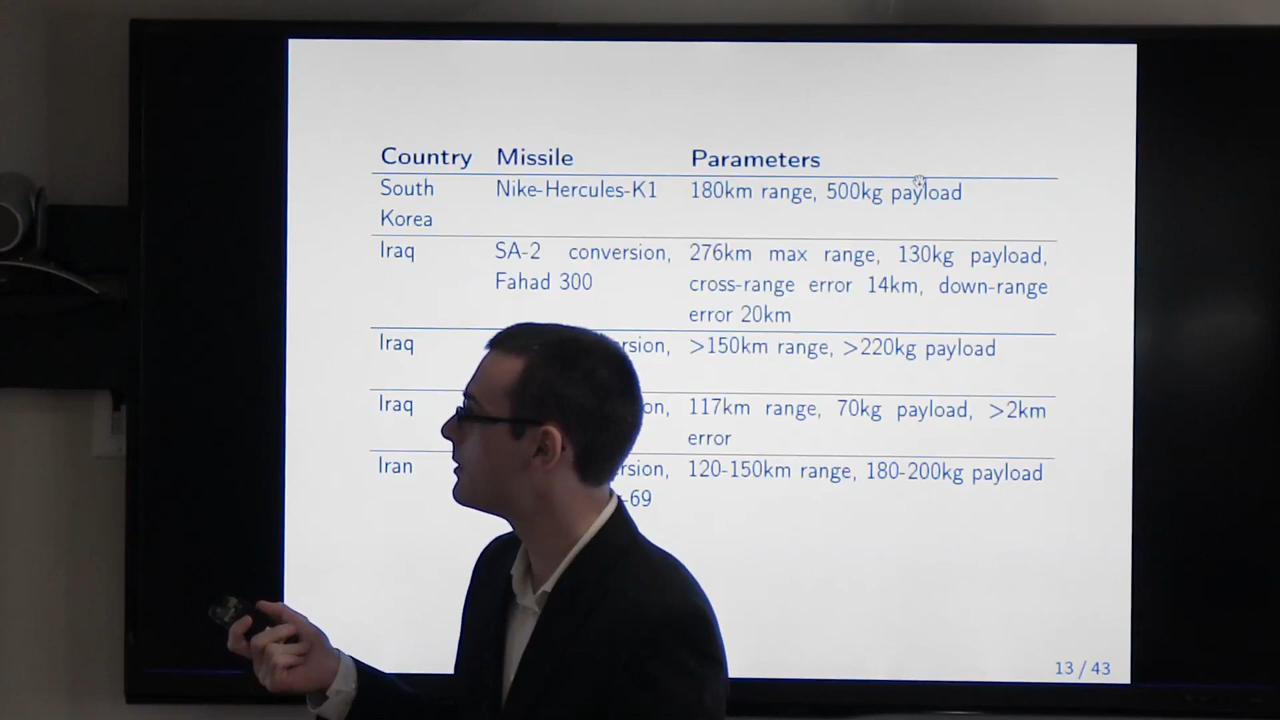 Country Missile Parameters
South Nike-Hercules-K1 180km range, 500kg payload
Korea
Iraq SA-2 conversion, 276km max range, 130kg payload,
Fahad 300 cross-range error 14km, down-range
error 20km
Iraq >150km range, >220kg payload
Iraq 117km range, 70kg payload, >2km
error
Iran 120-150km range, 180-200kg payload
-69
13 / 43